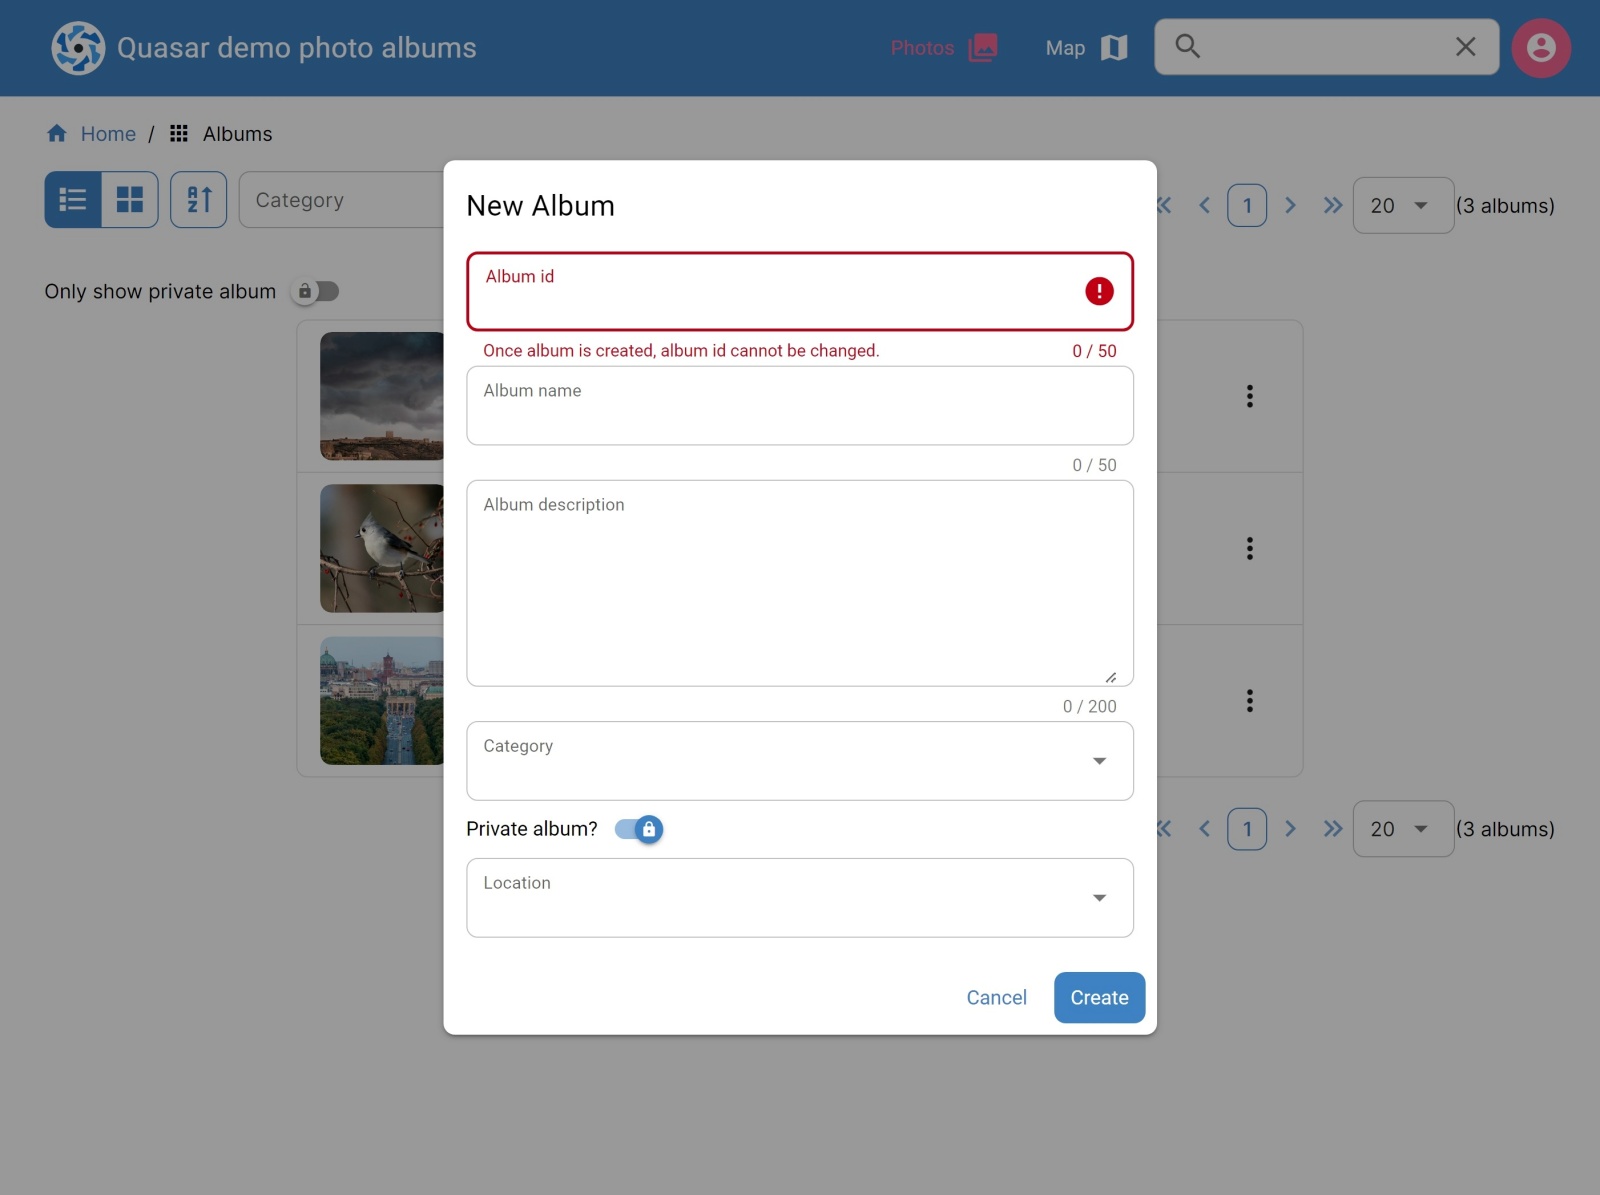 Quasar demo photo albums
Photos
Map
Home / Albums
Category
1
20
(3 albums)
Only show private album
New Album
Album id
Once album is created, album id cannot be changed.
0 / 50
Album name
0 / 50
Album description
0 / 200
Category
Private album?
Location
Cancel
Create
1
20
(3 albums)